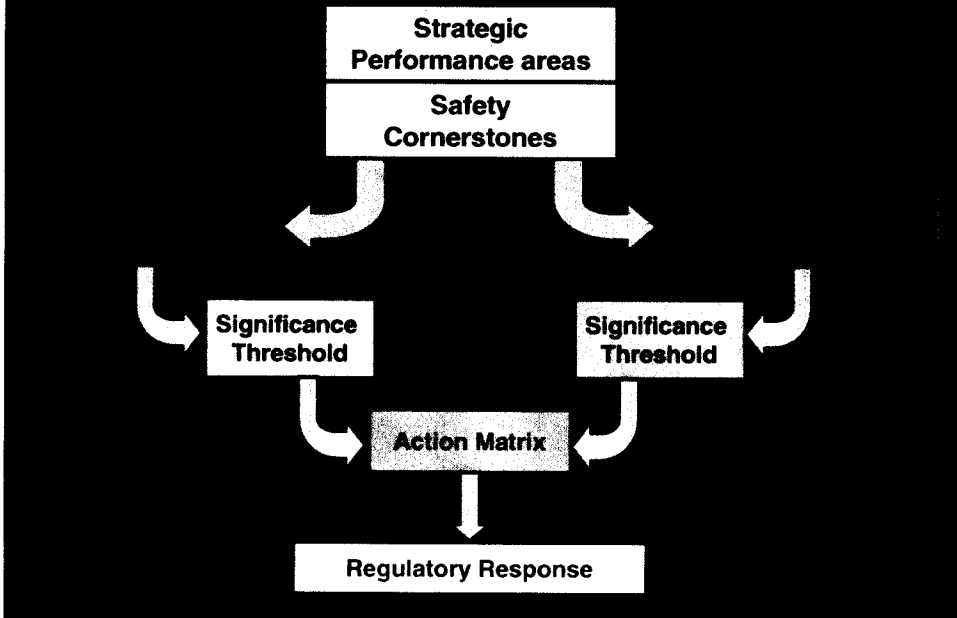 Strategic
Performance areas
Safety
Cornerstones
Significance
Threshold
Significance
Threshold
Action Matrix
Regulatory Response